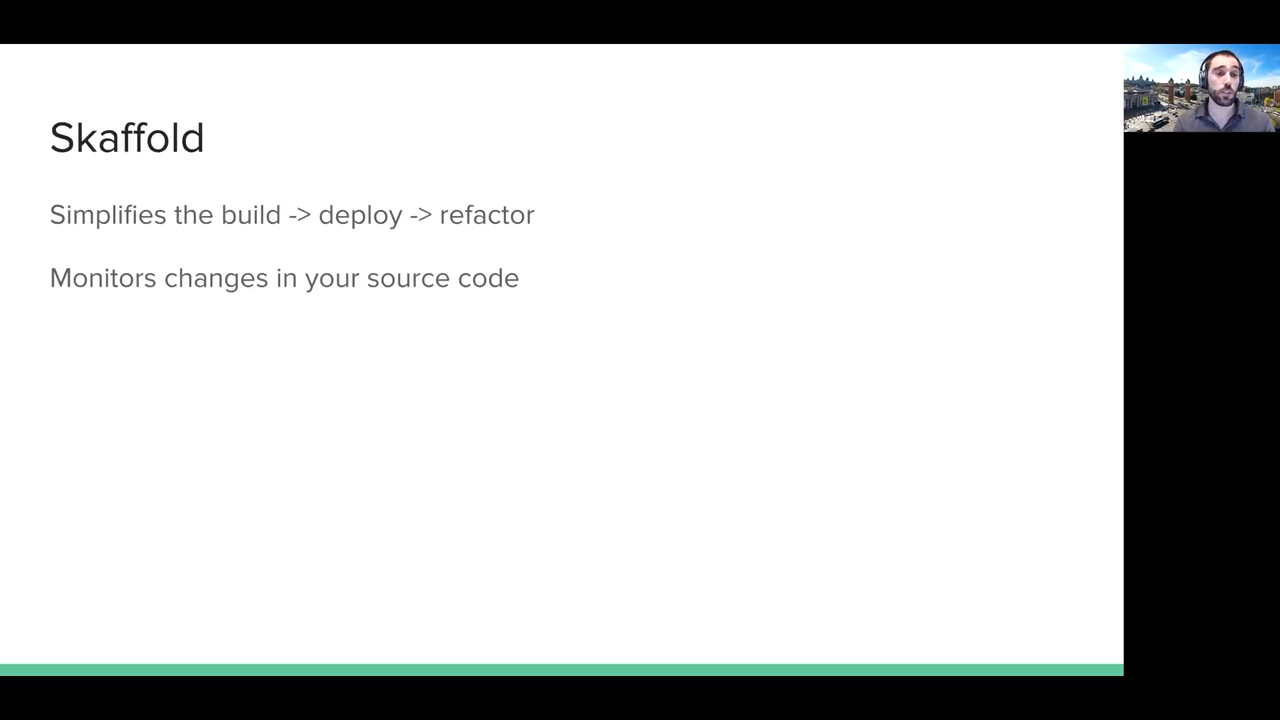 Skaffold
Simplifies the build -> deploy -> refactor
Monitors changes in your source code